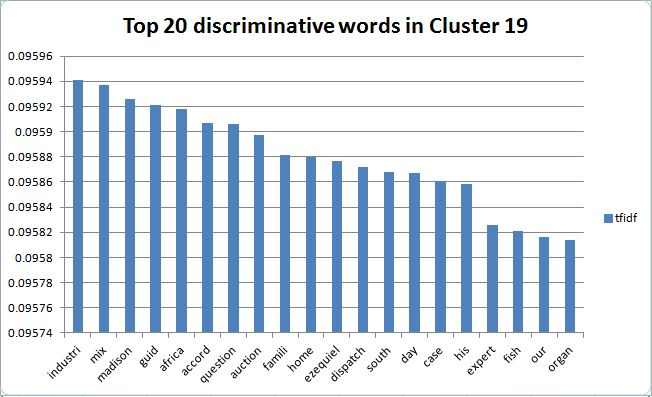 Top 20 discriminative words in Cluster 19
0.09596
0.09594
0.09592
0.0959
0.09588
0.09586
0.09584
0.09582
0.0958
0.09578
0.09576
0.09574
tfidf
industri
mix
madison
guid
africa
accord
question
auction
famili
home
ezequiel
dispatch
south
day
case
his
expert
fish
our
organ